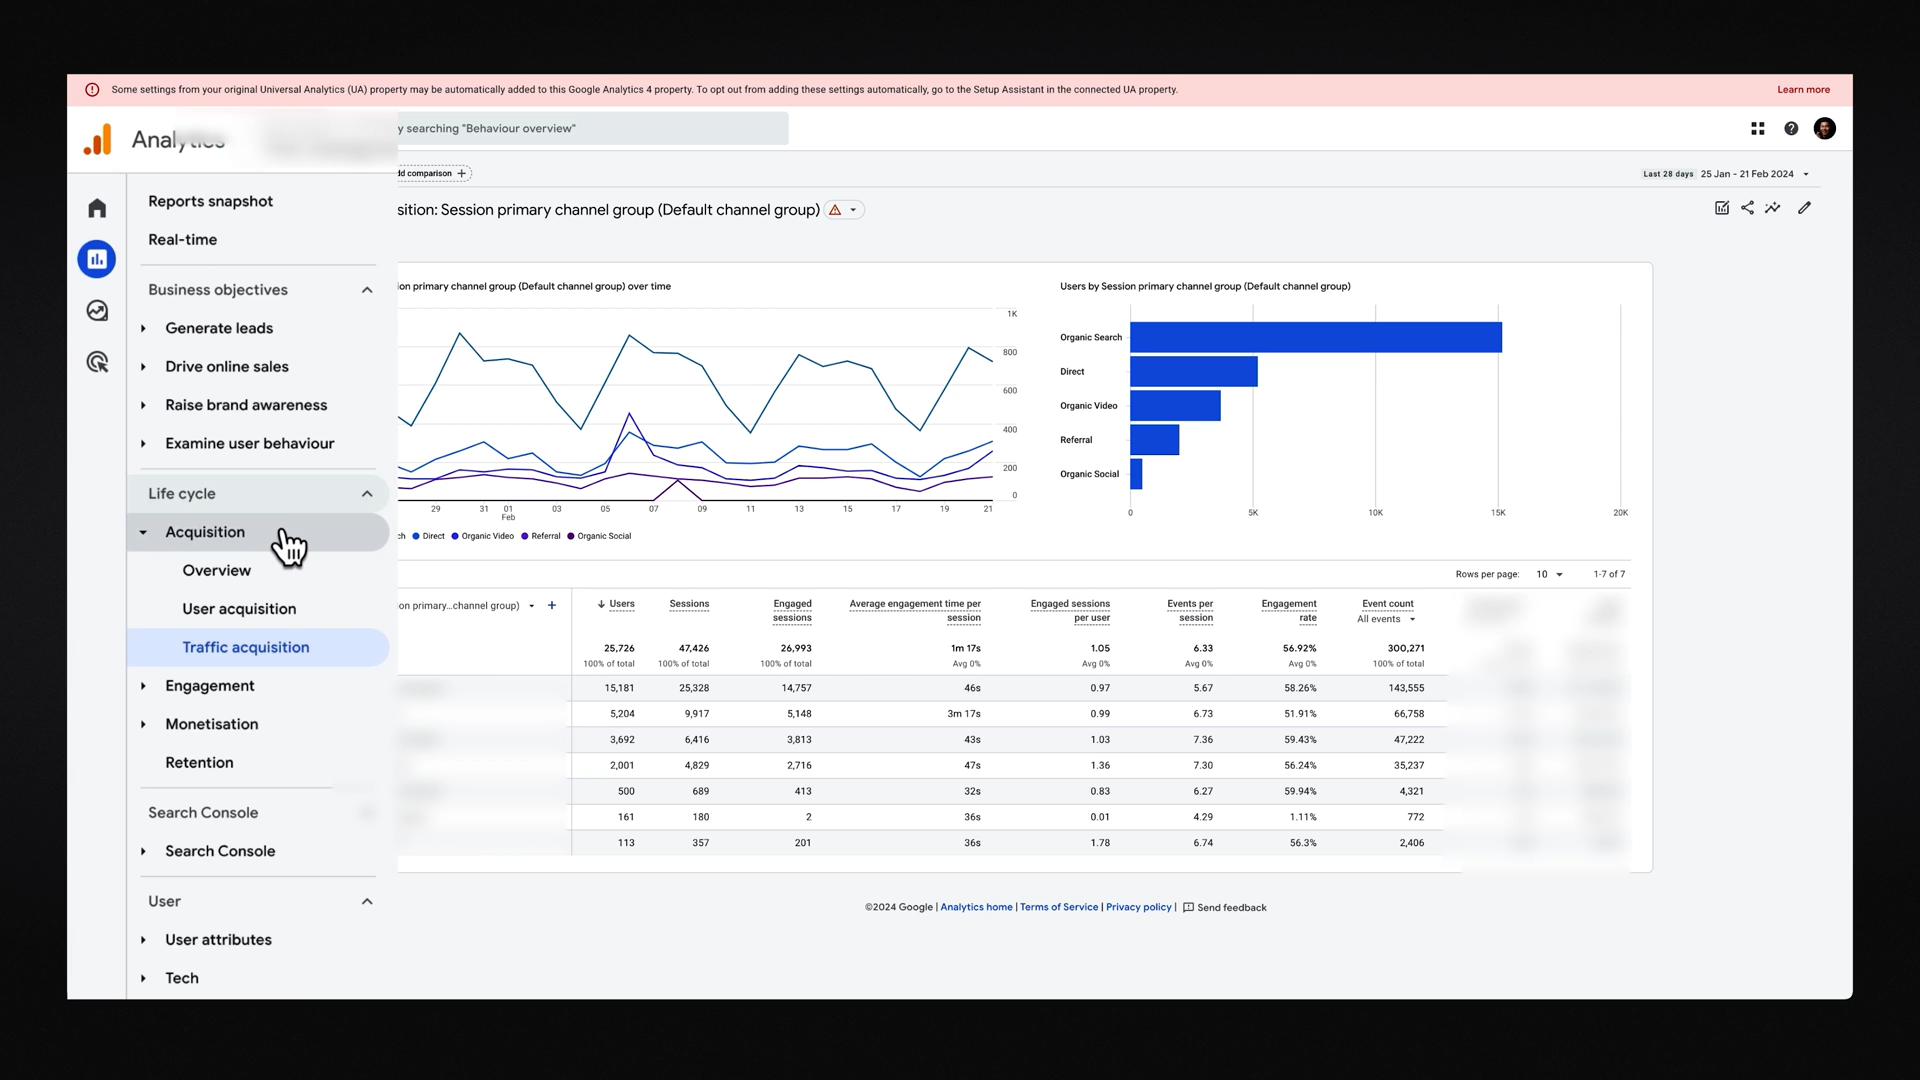 Some settings from your original Universal Analytics (UA) property may be automatically added to this Google Analytics 4 property. To opt out from adding these settings automatically, go to the Setup Assistant in the connected UA property.
Learn more
Analytics
y searching "Behaviour overview"
dd comparison +
Last 28 days 25 Jan - 21 Feb 2024
sition: Session primary channel group (Default channel group)
Reports snapshot
Real-time
Business objectives
Generate leads
Drive online sales
Raise brand awareness
Examine user behaviour
Life cycle
Acquisition
Overview
User acquisition
Traffic acquisition
Engagement
Monetisation
Retention
Search Console
Search Console
User
User attributes
Tech
ion primary channel group (Default channel group) over time
1K
800
600
400
200
0
29 31 01 03 05 07 09 11 13 15 17 19 21
Feb
ch Direct Organic Video Referral Organic Social
Users by Session primary channel group (Default channel group)
Organic Search
Direct
Organic Video
Referral
Organic Social
0 5K 10K 15K 20K
Rows per page: 10 1-7 of 7
on primary...channel group) +
Users Sessions Engaged sessions Average engagement time per session Engaged sessions per user Events per session Engagement rate Event count
All events
25,726 47,426 26,993 1m 17s 1.05 6.33 56.92% 300,271
100% of total 100% of total 100% of total Avg 0% Avg 0% Avg 0% Avg 0% 100% of total
15,181 25,328 14,757 46s 0.97 5.67 58.26% 143,555
5,204 9,917 5,148 3m 17s 0.99 6.73 51.91% 66,758
3,692 6,416 3,813 43s 1.03 7.36 59.43% 47,222
2,001 4,829 2,716 47s 1.36 7.30 56.24% 35,237
500 689 413 32s 0.83 6.27 59.94% 4,321
161 180 2 36s 0.01 4.29 1.11% 772
113 357 201 36s 1.78 6.74 56.3% 2,406
©2024 Google | Analytics home | Terms of Service | Privacy policy | Send feedback